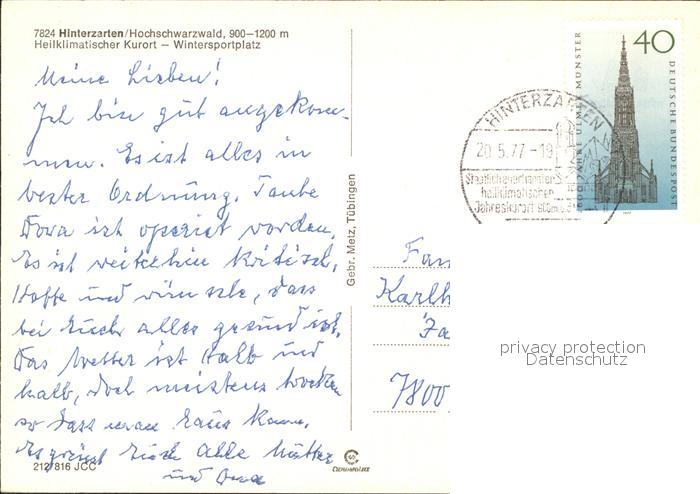 7824 Hinterzarten/Hochschwarzwald, 900–1200 m
Heilklimatischer Kurort – Wintersportplatz
Meine Lieben!
Ich bin gut angekom-
men. Es ist alles in
bester Ordnung. Tante
Dora ist operiert worden.
Es ist weiterhin kritisch.
Hoffe und wünsche, dass
bei Euch alles gesund ist.
Das Wetter ist halb und
halb, doch meistens trocken
so dass man raus kann.
Es grüsst Euch alle Mutter
und Oma
212/816 JCC
Gebr. Metz, Tübingen
40
ULMER MÜNSTER
DEUTSCHE BUNDESPOST
1977
HINTERZARTEN
20.5.77-19
Staatlich anerkannter
heilklimatischer
Jahreskurort
Fam
Karlh
7800
privacy protection
Datenschutz